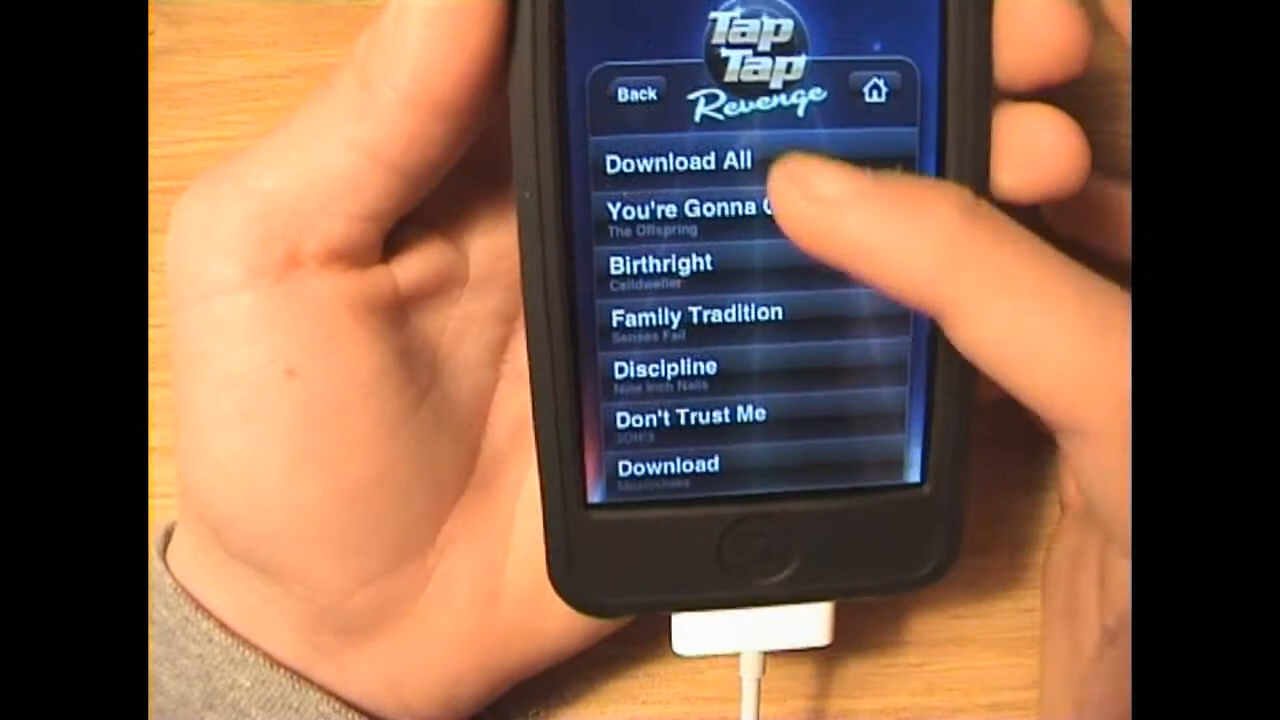 Tap
Tap
Revenge
Back
Download All
You're Gonna
The Offspring
Birthright
Celldweller
Family Tradition
Senses Fail
Discipline
Nine Inch Nails
Don't Trust Me
3OH!3
Download